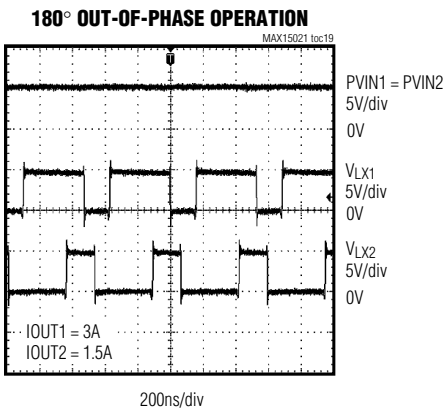 180° OUT-OF-PHASE OPERATION
MAX15021 toc19
T
PVIN1 = PVIN2
5V/div
0V
VLX1
5V/div
0V
VLX2
5V/div
0V
IOUT1 = 3A
IOUT2 = 1.5A
200ns/div